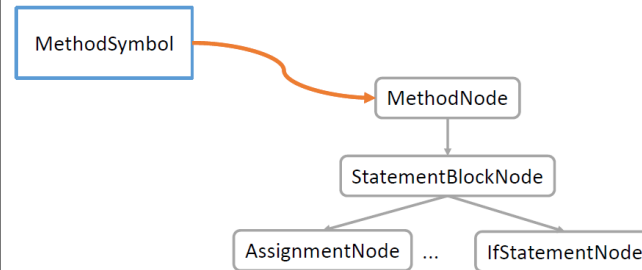 MethodSymbol
MethodNode
StatementBlockNode
AssignmentNode ... IfStatementNode